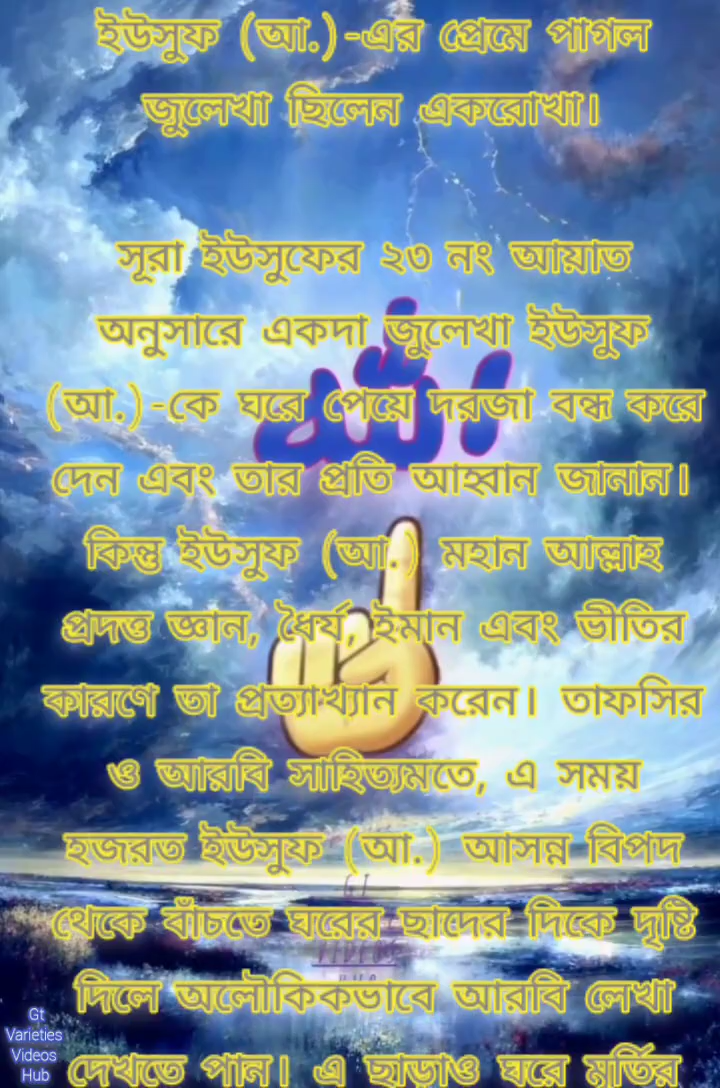 ইউসুফ (আ.)-এর প্রেমে পাগল
জুলেখা ছিলেন একরোখা।
সূরা ইউসুফের ২৩ নং আয়াত
অনুসারে একদা জুলেখা ইউসুফ
(আ.)-কে ঘরে পেয়ে দরজা বন্ধ করে
দেন এবং তার প্রতি আহ্বান জানান।
কিন্তু ইউসুফ (আ.) মহান আল্লাহ
প্রদত্ত জ্ঞান, ধৈর্য, ইমান এবং ভীতির
কারণে তা প্রত্যাখ্যান করেন। তাফসির
ও আরবি সাহিত্যমতে, এ সময়
হজরত ইউসুফ (আ.) আসন্ন বিপদ
থেকে বাঁচতে ঘরের ছাদের দিকে দৃষ্টি
দিলে অলৌকিকভাবে আরবি লেখা
দেখতে পান। এ ছাড়াও ঘরে মূর্তির
الله
Gt
Varieties
Videos
Hub